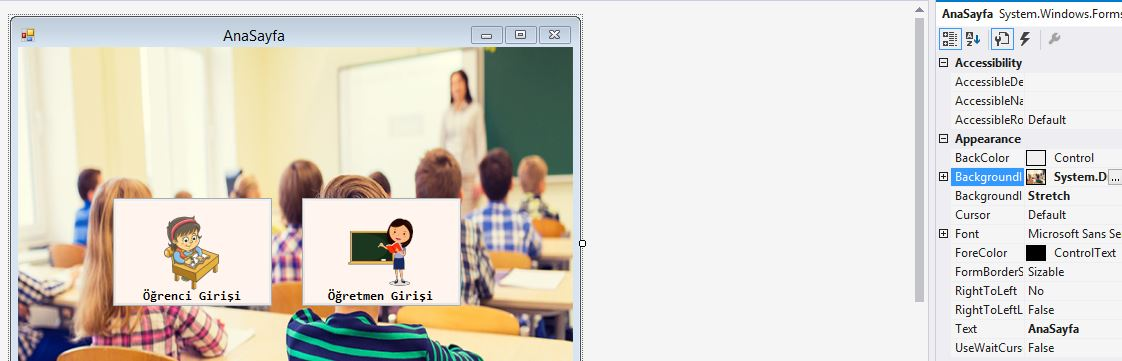 AnaSayfa
Öğrenci Girişi
Öğretmen Girişi
AnaSayfa System.Windows.Forms
Accessibility
AccessibleDe
AccessibleNa
AccessibleRo Default
Appearance
BackColor Control
BackgroundI System.D ...
BackgroundI Stretch
Cursor Default
Font Microsoft Sans Se
ForeColor ControlText
FormBorderS Sizable
RightToLeft No
RightToLeftL False
Text AnaSayfa
UseWaitCurs False